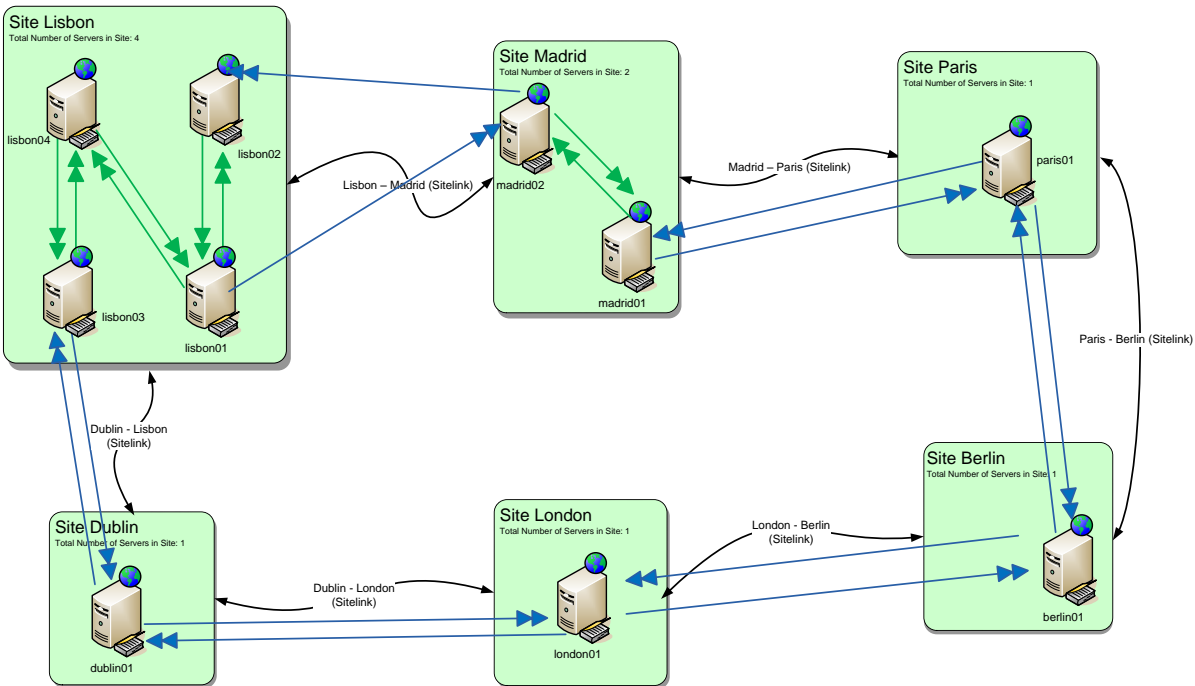 Site Lisbon
Total Number of Servers in Site: 4
lisbon04
lisbon02
lisbon03
lisbon01
Site Madrid
Total Number of Servers in Site: 2
madrid02
madrid01
Site Paris
Total Number of Servers in Site: 1
paris01
Lisbon – Madrid (Sitelink)
Madrid – Paris (Sitelink)
Paris - Berlin (Sitelink)
Dublin - Lisbon
(Sitelink)
Site Dublin
Total Number of Servers in Site: 1
dublin01
Dublin - London
(Sitelink)
Site London
Total Number of Servers in Site: 1
london01
London - Berlin
(Sitelink)
Site Berlin
Total Number of Servers in Site: 1
berlin01